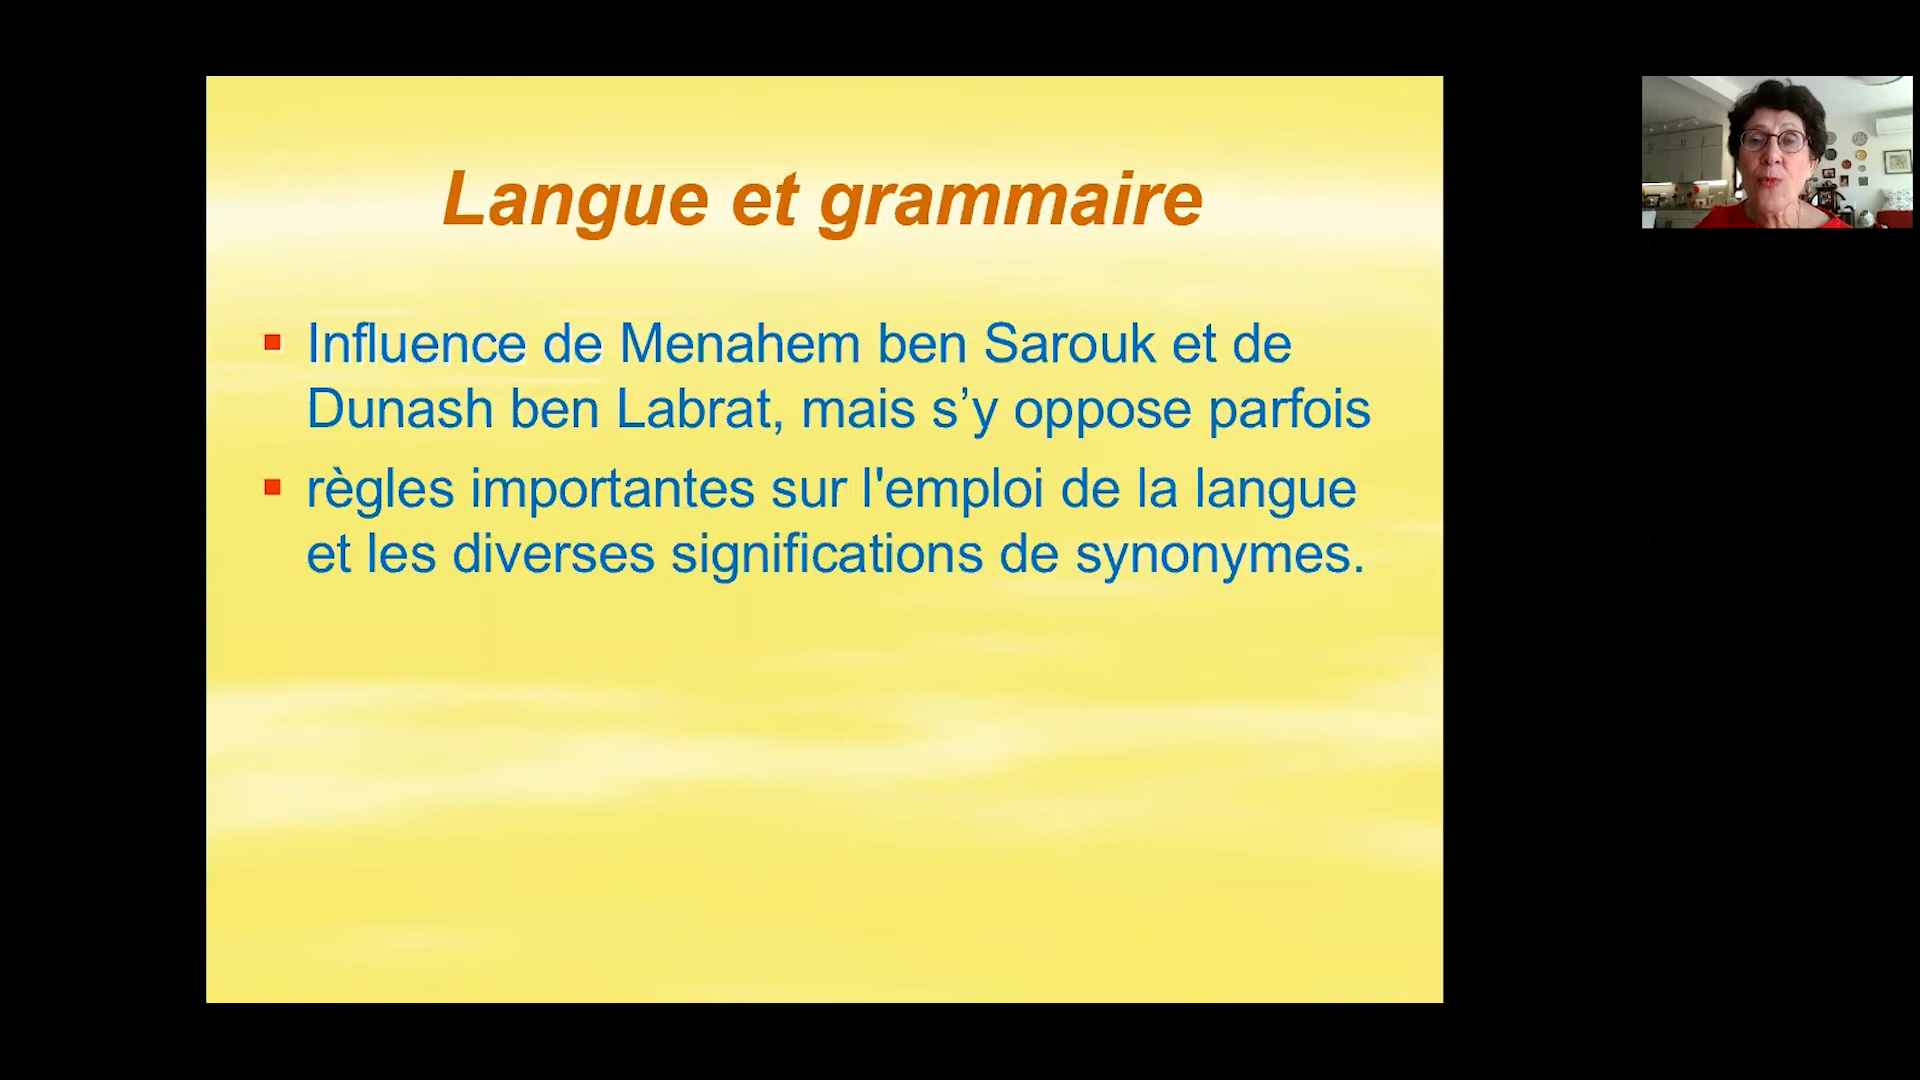 Langue et grammaire
Influence de Menahem ben Sarouk et de
Dunash ben Labrat, mais s’y oppose parfois
règles importantes sur l'emploi de la langue
et les diverses significations de synonymes.